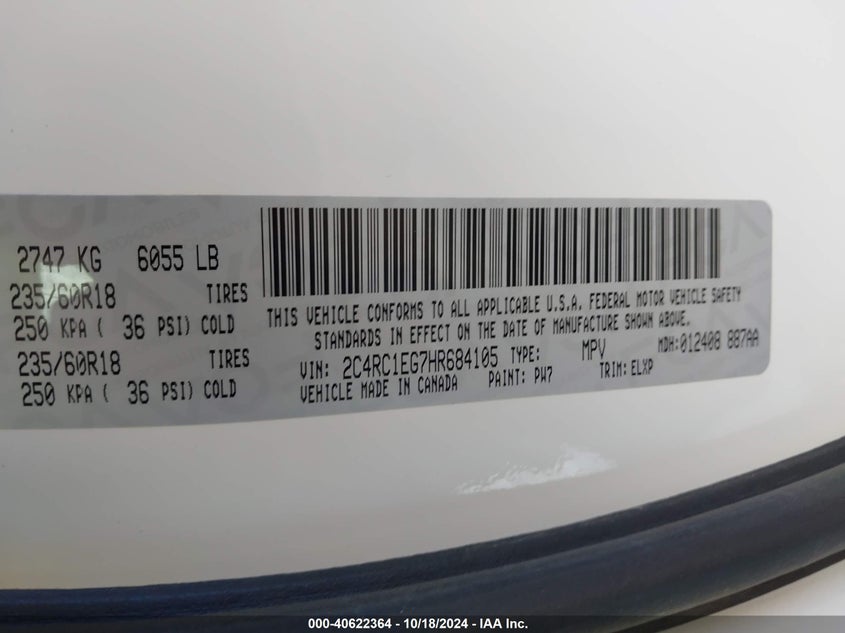 2747 KG 6055 LB
235/60R18 TIRES
250 KPA ( 36 PSI) COLD
235/60R18 TIRES
250 KPA ( 36 PSI) COLD
THIS VEHICLE CONFORMS TO ALL APPLICABLE U.S.A. FEDERAL MOTOR VEHICLE SAFETY
STANDARDS IN EFFECT ON THE DATE OF MANUFACTURE SHOWN ABOVE.
VIN: 2C4RC1EG7HR684105 TYPE: MPV MDH:012408 887AA
VEHICLE MADE IN CANADA PAINT: PW7 TRIM: ELXP
000-40622364 - 10/18/2024 - IAA Inc.